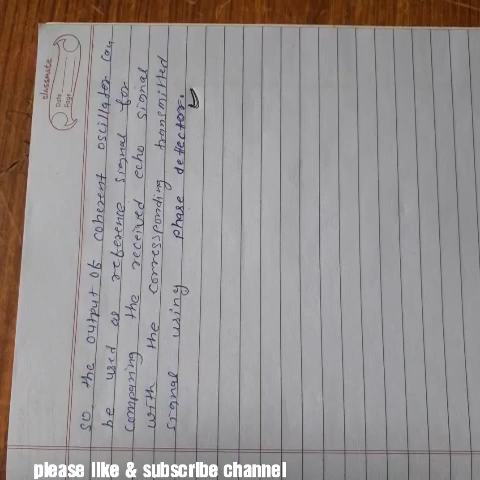 classmate
Date
Page
so the output of coherent oscillator can
be used as reference signal for
comparing the received echo signal
with the corresponding transmitted
signal using phase detector.
please like & subscribe channel